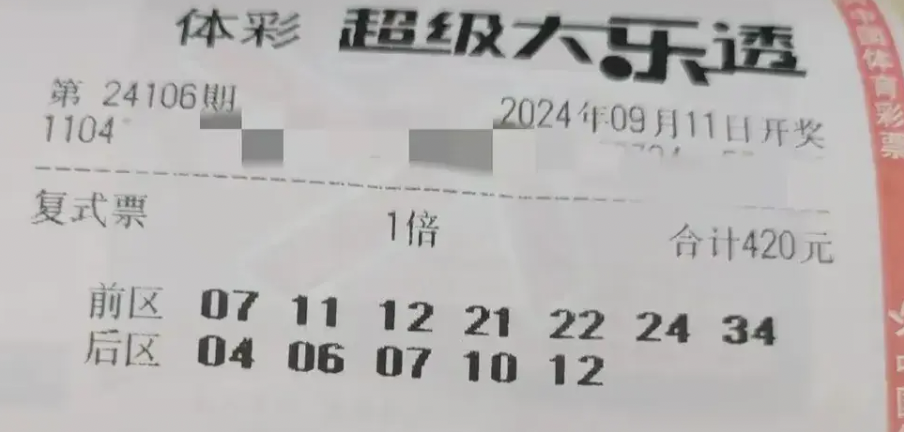 体彩 超级大乐透
第 24106期 2024年09月11日开奖
1104
复式票 1倍 合计420元
前区 07 11 12 21 22 24 34
后区 04 06 07 10 12
中国体育彩票